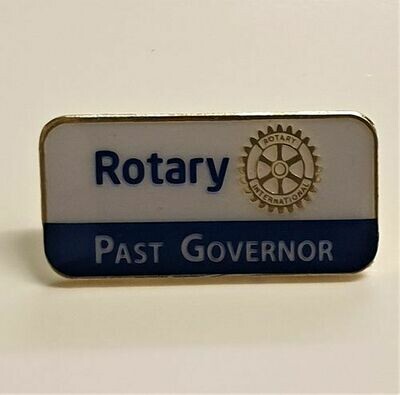 Rotary
ROTARY
INTERNATIONAL
PAST GOVERNOR